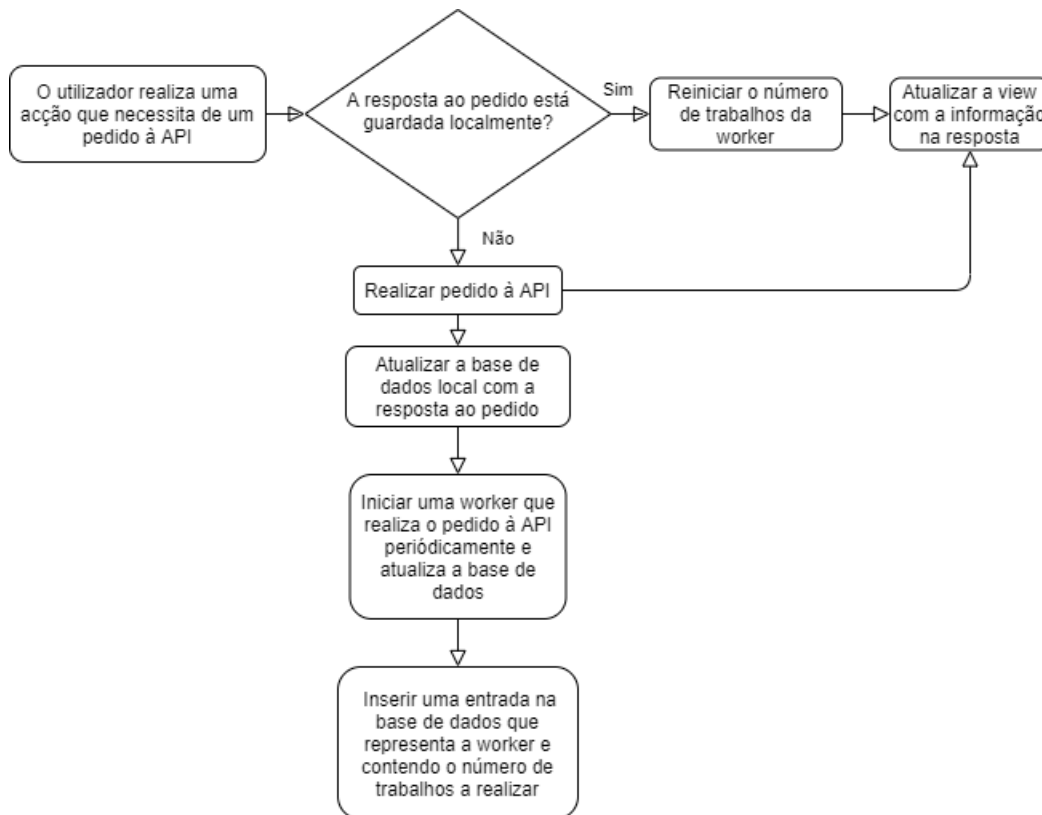 O utilizador realiza uma
acção que necessita de um
pedido à API
A resposta ao pedido está
guardada localmente?
Sim
Reiniciar o número
de trabalhos da
worker
Atualizar a view
com a informação
na resposta
Não
Realizar pedido à API
Atualizar a base de
dados local com a
resposta ao pedido
Iniciar uma worker que
realiza o pedido à API
periódicamente e
atualiza a base de
dados
Inserir uma entrada na
base de dados que
representa a worker e
contendo o número de
trabalhos a realizar